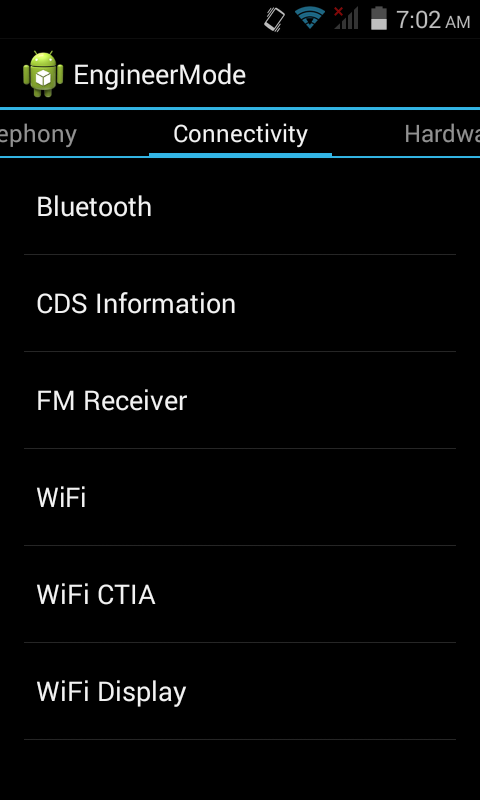 7:02 AM
EngineerMode
ephony Connectivity Hardwa
Bluetooth
CDS Information
FM Receiver
WiFi
WiFi CTIA
WiFi Display